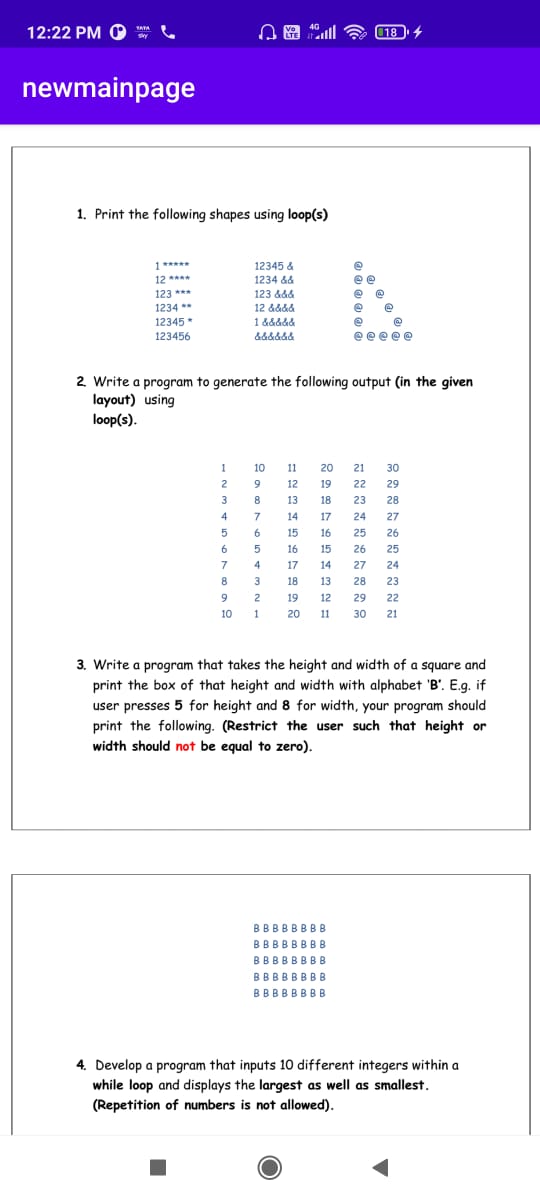 12:22 PM TATA sky Vo LTE 4G 18
newmainpage
1. Print the following shapes using loop(s)
1 ***** 12345 & @
12 **** 1234 && @ @
123 *** 123 &&& @ @
1234 ** 12 &&&& @ @
12345 * 1 &&&&& @ @
123456 &&&&&& @ @ @ @ @
2. Write a program to generate the following output (in the given
layout) using
loop(s).
1 10 11 20 21 30
2 9 12 19 22 29
3 8 13 18 23 28
4 7 14 17 24 27
5 6 15 16 25 26
6 5 16 15 26 25
7 4 17 14 27 24
8 3 18 13 28 23
9 2 19 12 29 22
10 1 20 11 30 21
3. Write a program that takes the height and width of a square and
print the box of that height and width with alphabet 'B'. E.g. if
user presses 5 for height and 8 for width, your program should
print the following. (Restrict the user such that height or
width should not be equal to zero).
B B B B B B B B
B B B B B B B B
B B B B B B B B
B B B B B B B B
B B B B B B B B
4. Develop a program that inputs 10 different integers within a
while loop and displays the largest as well as smallest.
(Repetition of numbers is not allowed).